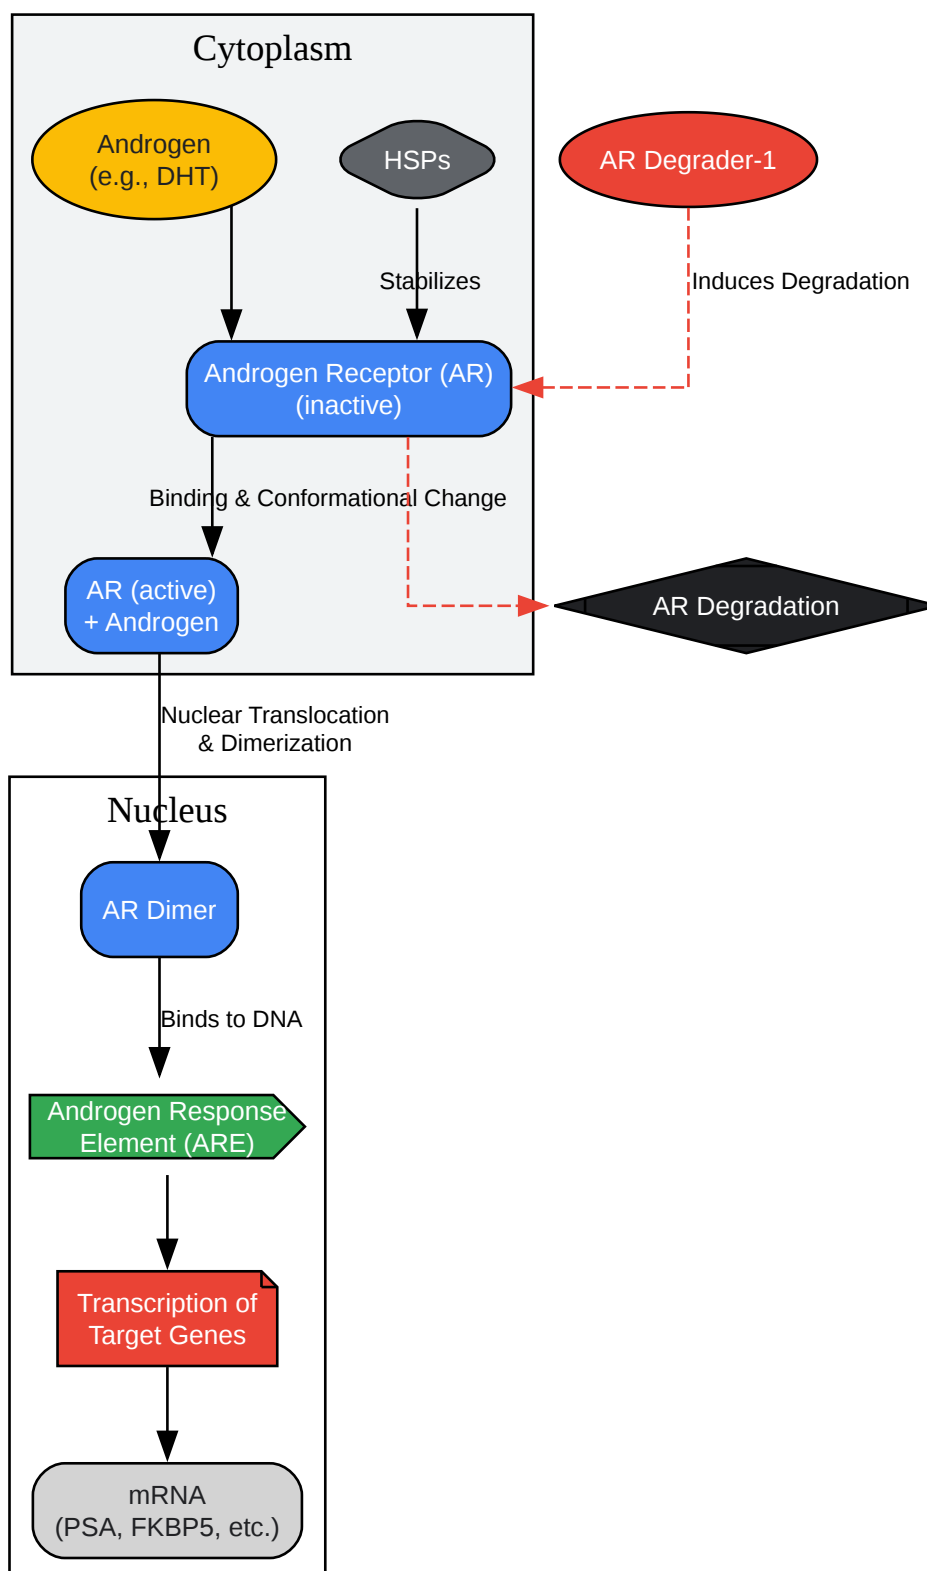 Cytoplasm
Androgen
(e.g., DHT)
HSPs
AR Degrader-1
Stabilizes
Induces Degradation
Androgen Receptor (AR)
(inactive)
Binding & Conformational Change
AR (active)
+ Androgen
AR Degradation
Nuclear Translocation
& Dimerization
Nucleus
AR Dimer
Binds to DNA
Androgen Response
Element (ARE)
Transcription of
Target Genes
mRNA
(PSA, FKBP5, etc.)